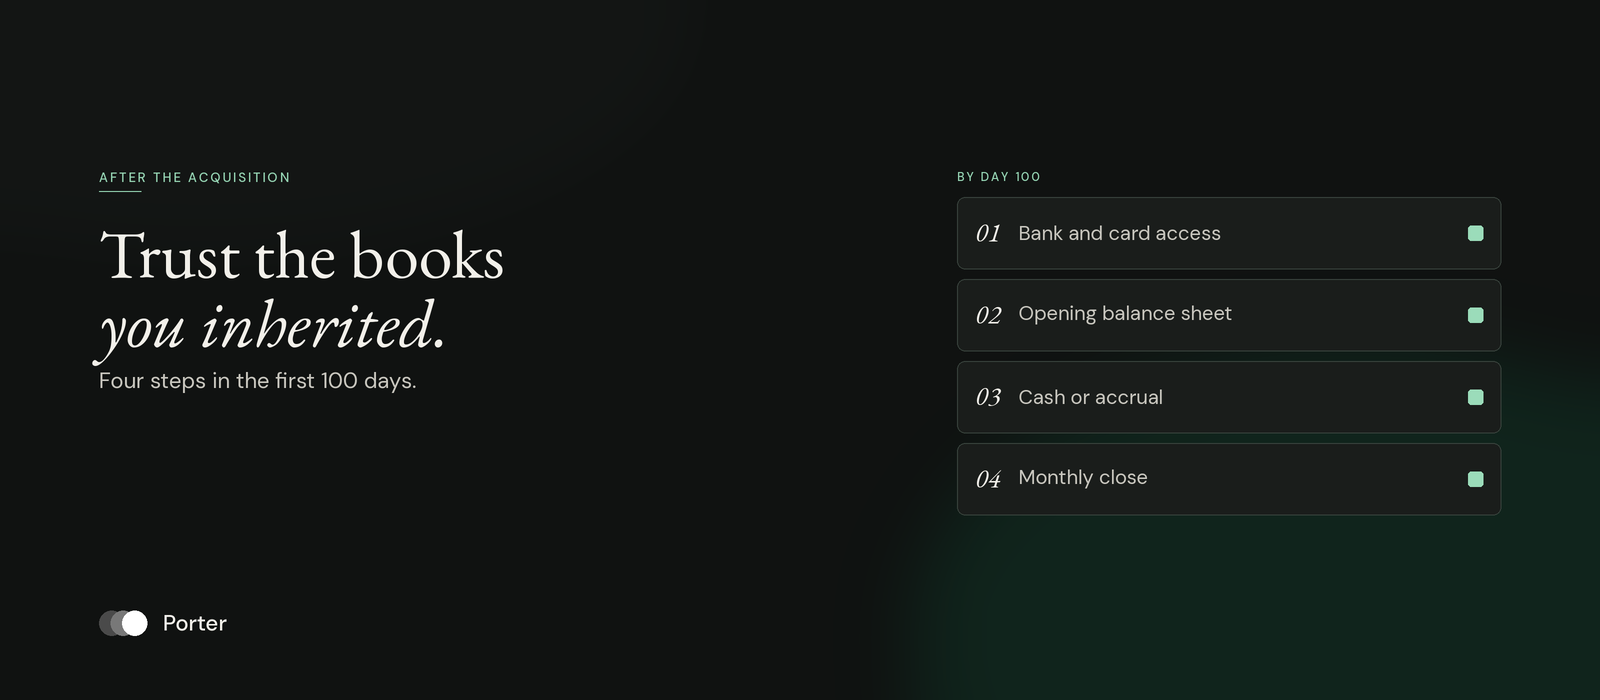 AFTER THE ACQUISITION
Trust the books
you inherited.
Four steps in the first 100 days.
BY DAY 100
01 Bank and card access
02 Opening balance sheet
03 Cash or accrual
04 Monthly close
Porter